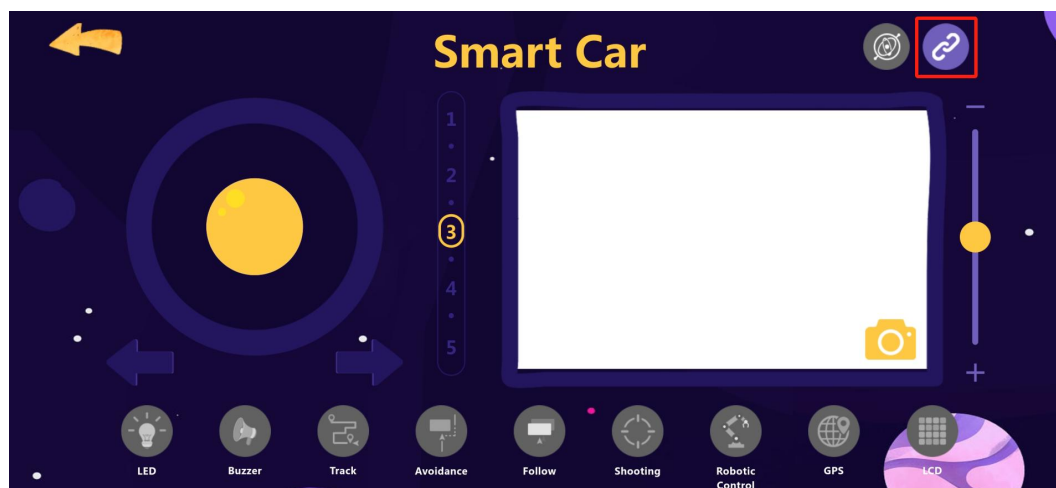 Smart Car
1
2
3
4
5
LED
Buzzer
Track
Avoidance
Follow
Shooting
Robotic
Control
GPS
LCD